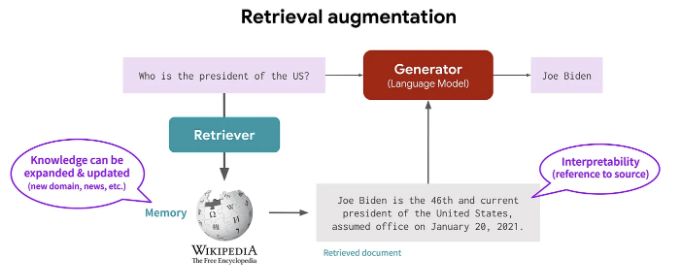 Retrieval augmentation
Who is the president of the US?
Generator
(Language Model)
Joe Biden
Retriever
Knowledge can be
expanded & updated
(new domain, news, etc.)
Memory
WIKIPEDIA
The Free Encyclopedia
Joe Biden is the 46th and current
president of the United States,
assumed office on January 20, 2021.
Retrieved document
Interpretability
(reference to source)